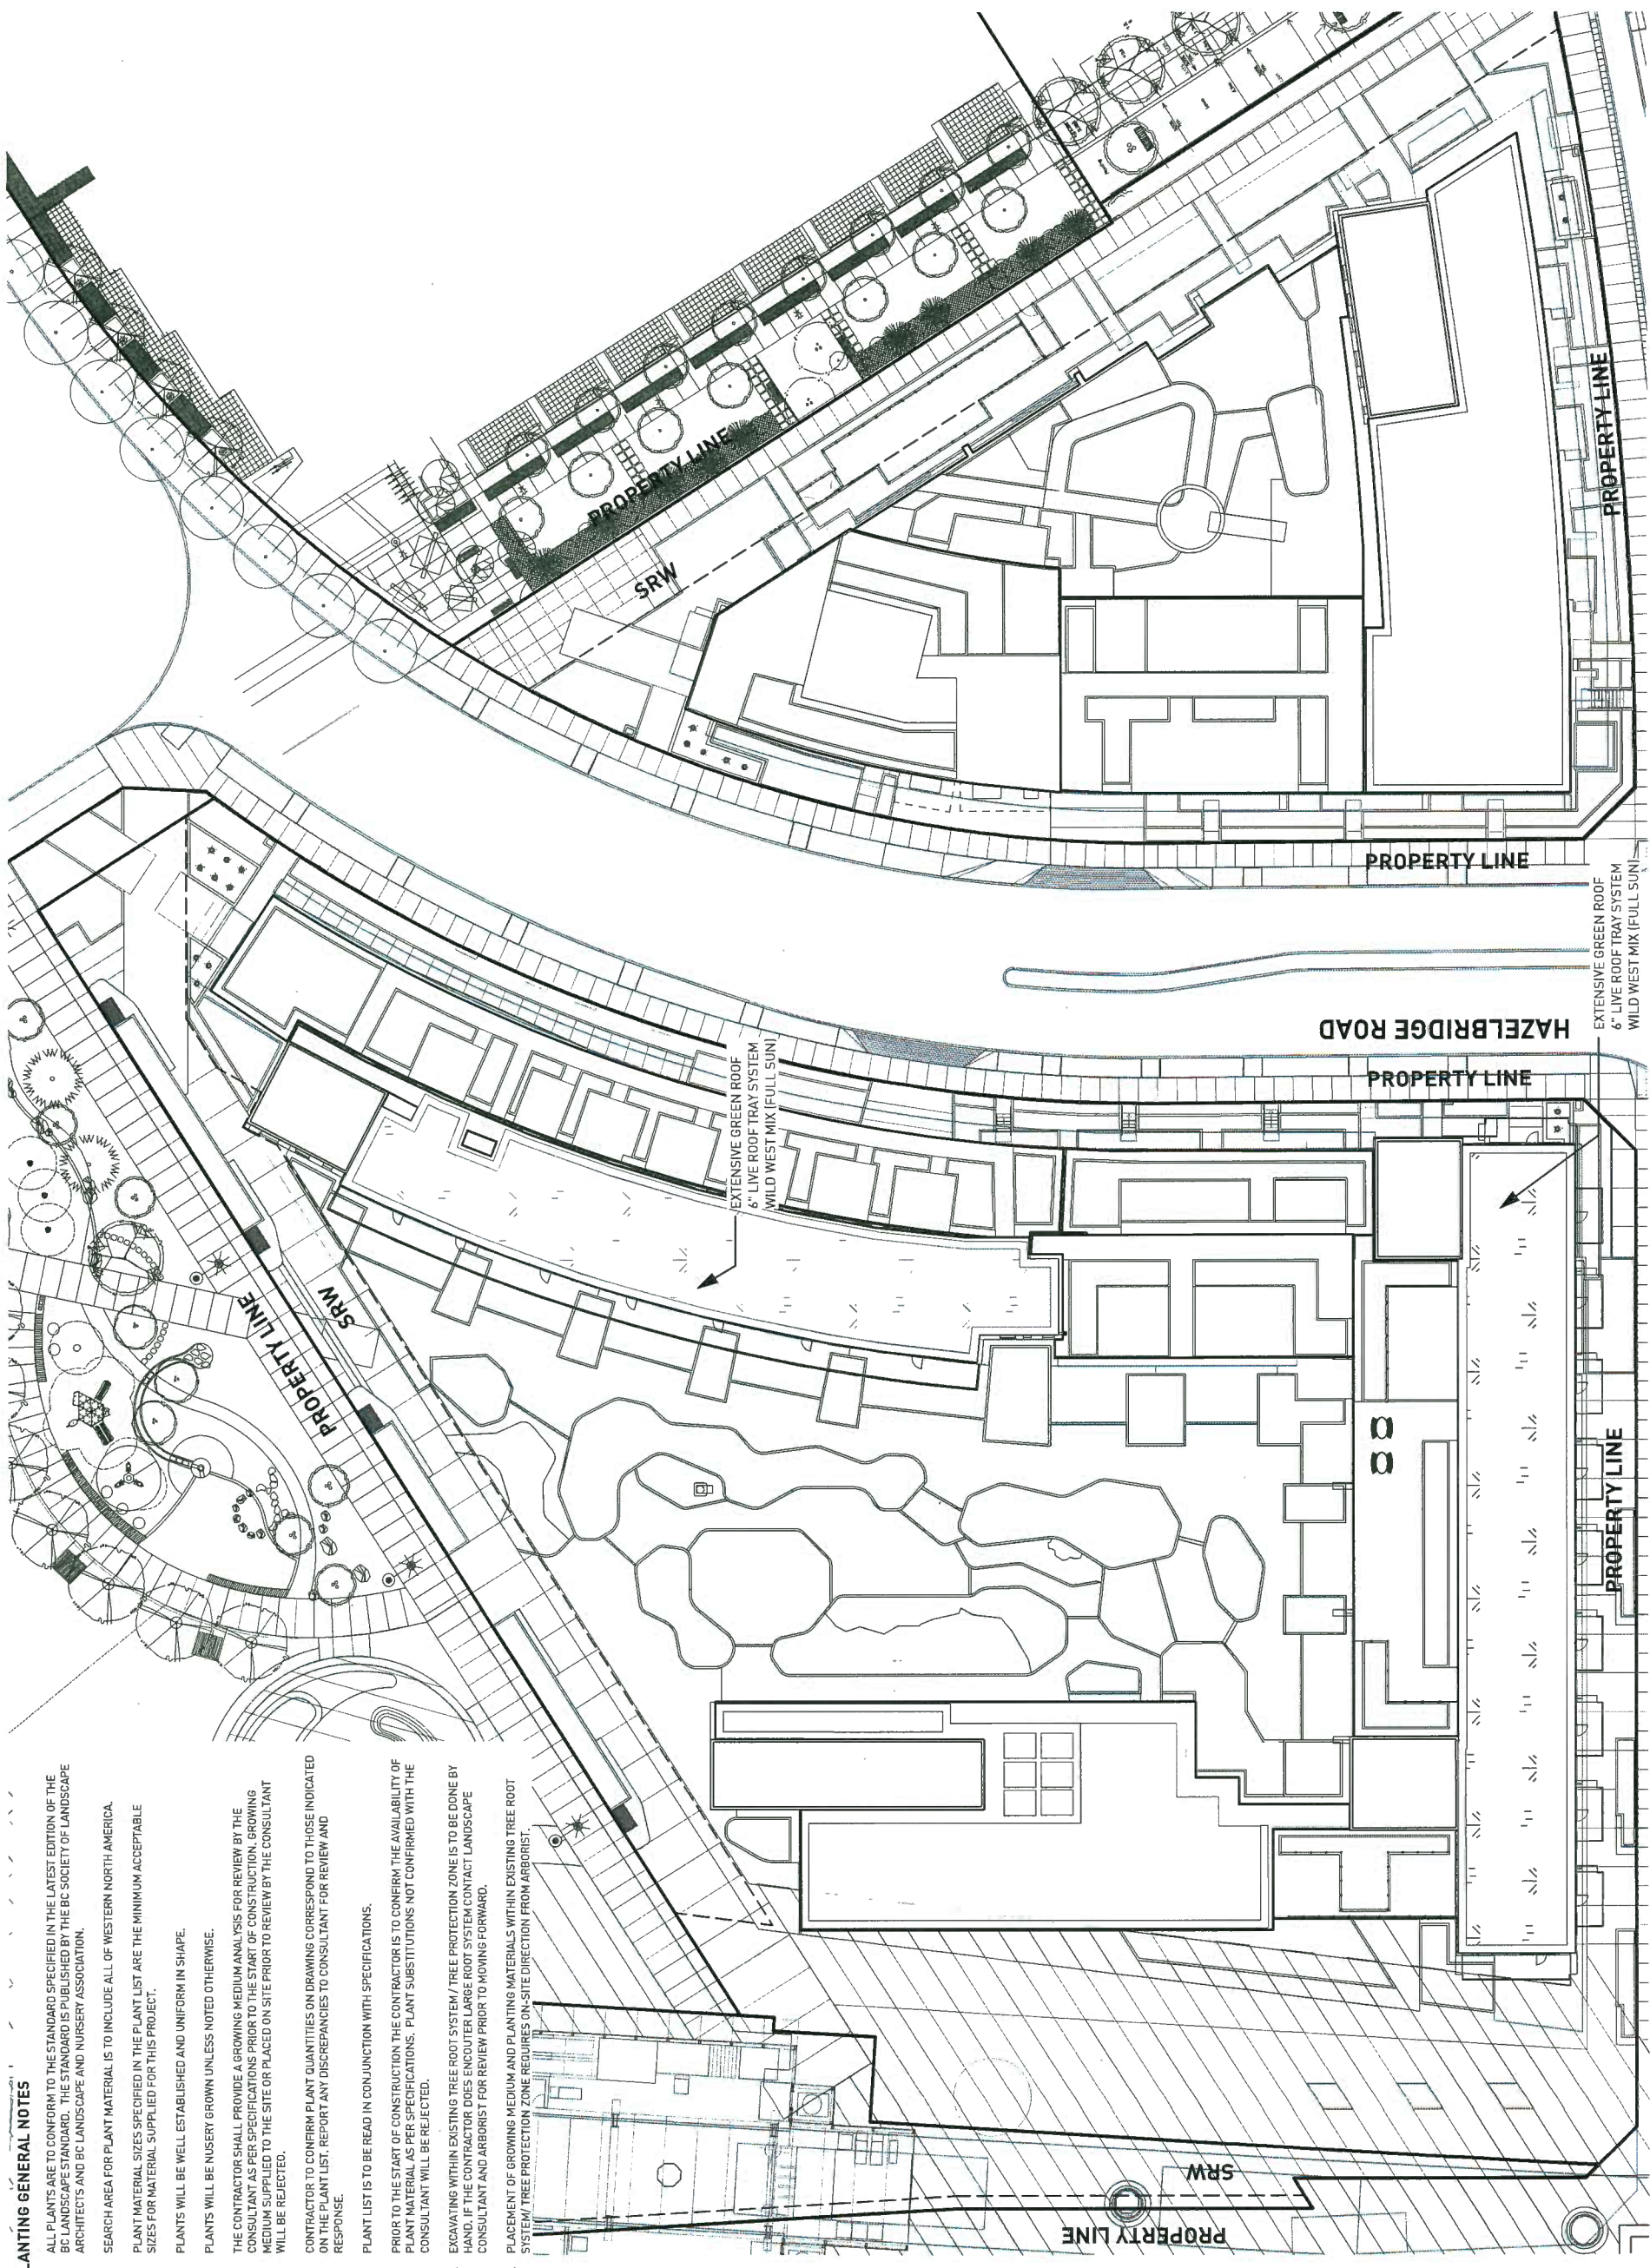 LANTING GENERAL NOTES
ALL PLANTS ARE TO CONFORM TO THE STANDARD SPECIFIED IN THE LATEST EDITION OF THE
BC LANDSCAPE STANDARD. THE STANDARD IS PUBLISHED BY THE BC SOCIETY OF LANDSCAPE
ARCHITECTS AND BC LANDSCAPE AND NURSERY ASSOCIATION.
SEARCH AREA FOR PLANT MATERIAL IS TO INCLUDE ALL OF WESTERN NORTH AMERICA.
PLANT MATERIAL SIZES SPECIFIED IN THE PLANT LIST ARE THE MINIMUM ACCEPTABLE
SIZES FOR MATERIAL SUPPLIED FOR THIS PROJECT.
PLANTS WILL BE WELL ESTABLISHED AND UNIFORM IN SHAPE.
PLANTS WILL BE NUSERY GROWN UNLESS NOTED OTHERWISE.
THE CONTRACTOR SHALL PROVIDE A GROWING MEDIUM ANALYSIS FOR REVIEW BY THE
CONSULTANT AS PER SPECIFICATIONS PRIOR TO THE START OF CONSTRUCTION. GROWING
MEDIUM SUPPLIED TO THE SITE OR PLACED ON SITE PRIOR TO REVIEW BY THE CONSULTANT
WILL BE REJECTED.
CONTRACTOR TO CONFIRM PLANT QUANTITIES ON DRAWING CORRESPOND TO THOSE INDICATED
ON THE PLANT LIST. REPORT ANY DISCREPANCIES TO CONSULTANT FOR REVIEW AND
RESPONSE.
PLANT LIST IS TO BE READ IN CONJUNCTION WITH SPECIFICATIONS.
PRIOR TO THE START OF CONSTRUCTION THE CONTRACTOR IS TO CONFIRM THE AVAILABILITY OF
PLANT MATERIAL AS PER SPECIFICATIONS. PLANT SUBSTITUTIONS NOT CONFIRMED WITH THE
CONSULTANT WILL BE REJECTED.
EXCAVATING WITHIN EXISTING TREE ROOT SYSTEM / TREE PROTECTION ZONE IS TO BE DONE BY
HAND, IF THE CONTRACTOR DOES ENCOUTER LARGE ROOT SYSTEM CONTACT LANDSCAPE
CONSULTANT AND ARBORIST FOR REVIEW PRIOR TO MOVING FORWARD.
PLACEMENT OF GROWING MEDIUM AND PLANTING MATERIALS WITHIN EXISTING TREE ROOT
SYSTEM/ TREE PROTECTION ZONE REQUIRES ON-SITE DIRECTION FROM ARBORIST.
PROPERTY LINE
SRW
PROPERTY LINE
SRW
EXTENSIVE GREEN ROOF
6" LIVE ROOF TRAY SYSTEM
WILD WEST MIX (FULL SUN)
PROPERTY LINE
PROPERTY LINE
HAZELBRIDGE ROAD
PROPERTY LINE
EXTENSIVE GREEN ROOF
6" LIVE ROOF TRAY SYSTEM
WILD WEST MIX (FULL SUN)
PROPERTY LINE
SRW
PROPERTY LINE